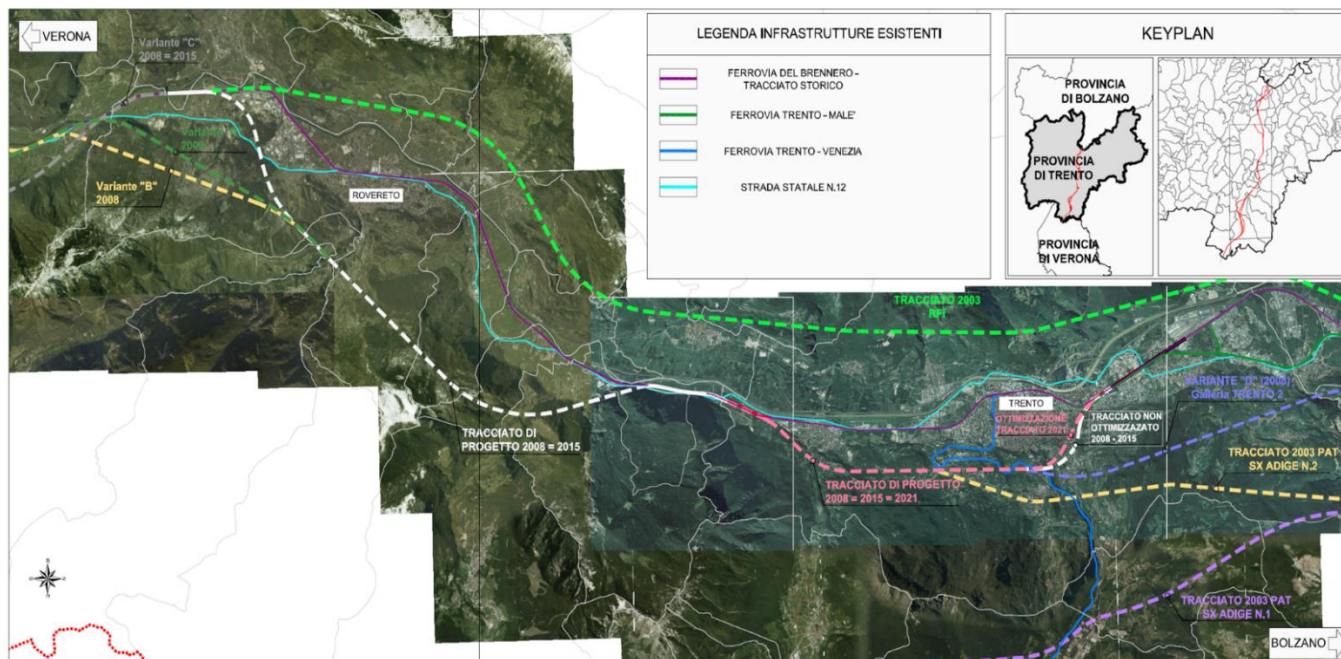 VERONA
Variante "C"
2008 = 2015
Variante "B"
2008
ROVERETO
TRACCIATO DI
PROGETTO 2008 = 2015
LEGENDA INFRASTRUTTURE ESISTENTI
FERROVIA DEL BRENNERO -
TRACCIATO STORICO
FERROVIA TRENTO - MALE'
FERROVIA TRENTO - VENEZIA
STRADA STATALE N.12
KEYPLAN
PROVINCIA
DI BOLZANO
PROVINCIA
DI TRENTO
PROVINCIA
DI VERONA
TRACCIATO 2003
RFI
VARIANTE "D" (2008)
Galleria TRENTO 2
TRENTO
OTTIMIZZAZIONE
TRACCIATO 2021
TRACCIATO NON
OTTIMIZZAZATO
2008 - 2015
TRACCIATO DI PROGETTO
2008 = 2015 = 2021
TRACCIATO 2003 PAT
SX ADIGE N.2
TRACCIATO 2003 PAT
SX ADIGE N.1
BOLZANO